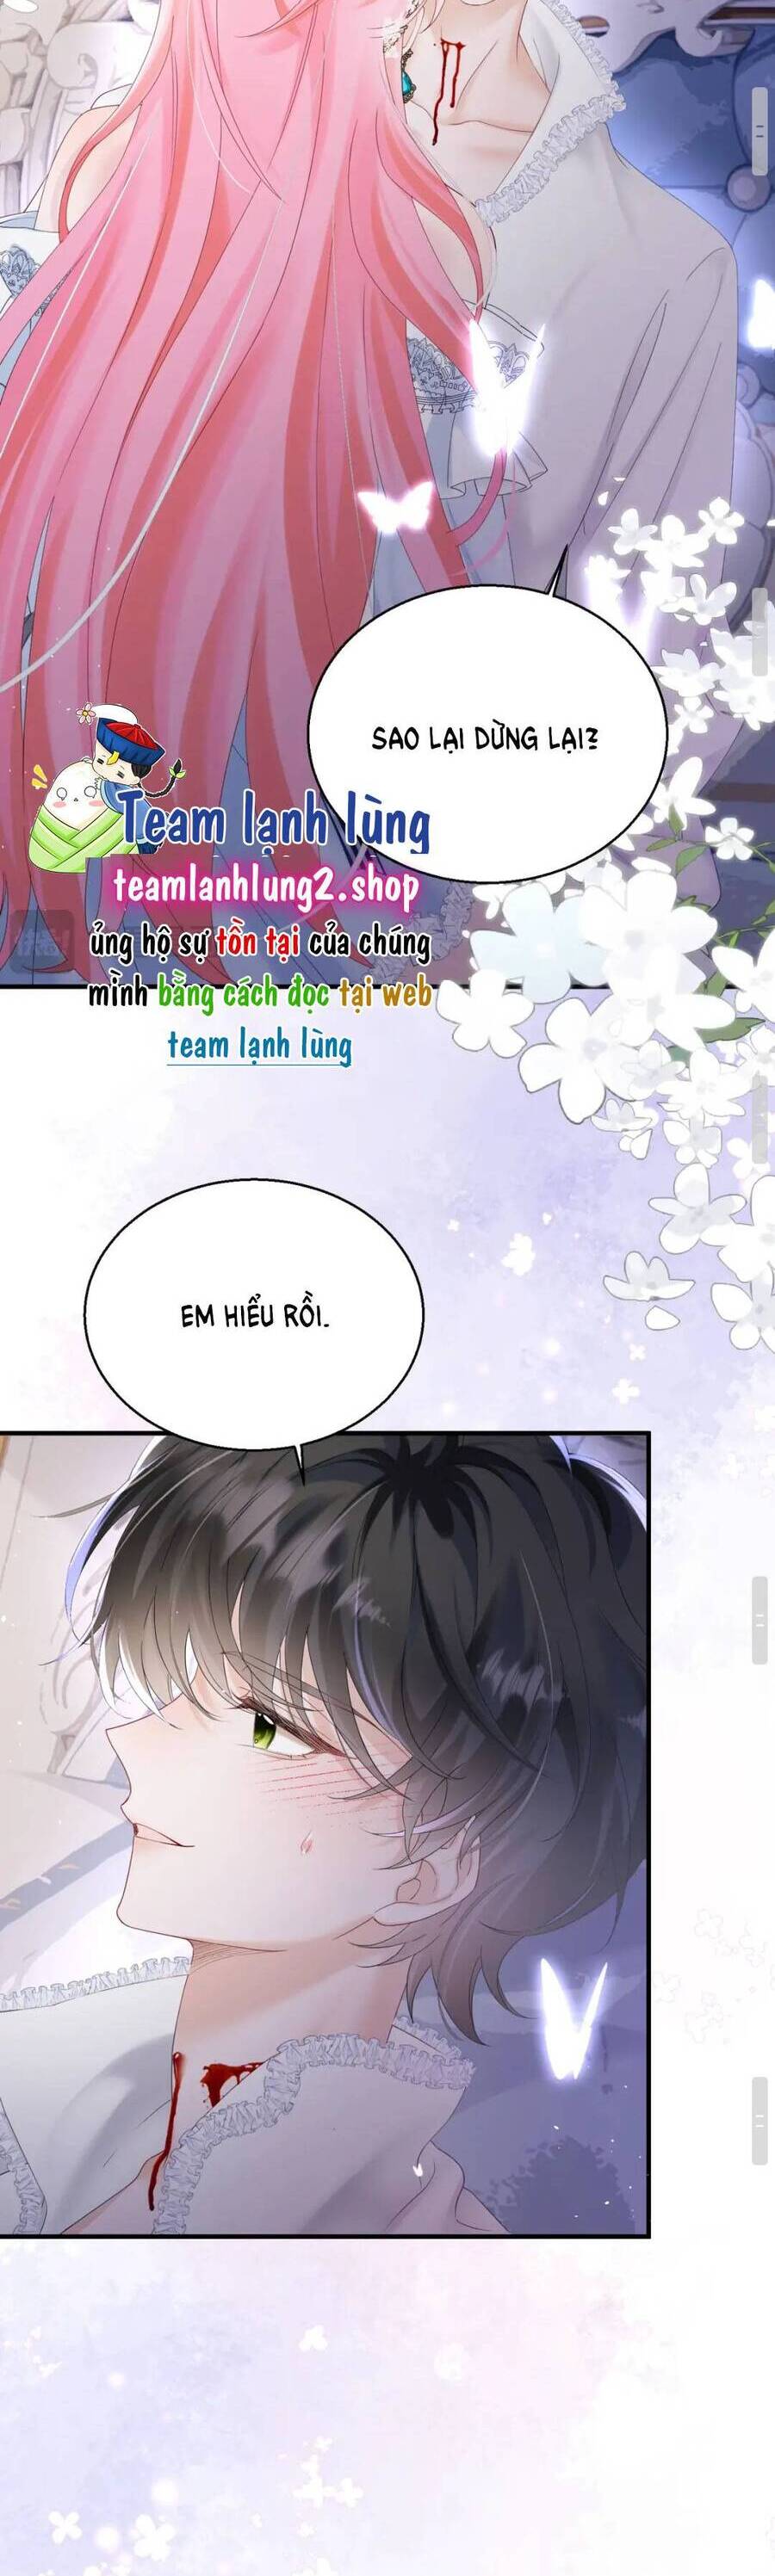 SAO LẠI DỪNG LẠI?
Team lạnh lùng
teamlanhlung2.shop
ủng hộ sự tồn tại của chúng
mình bằng cách đọc tại web
team lạnh lùng
EM HIỂU RỒI.